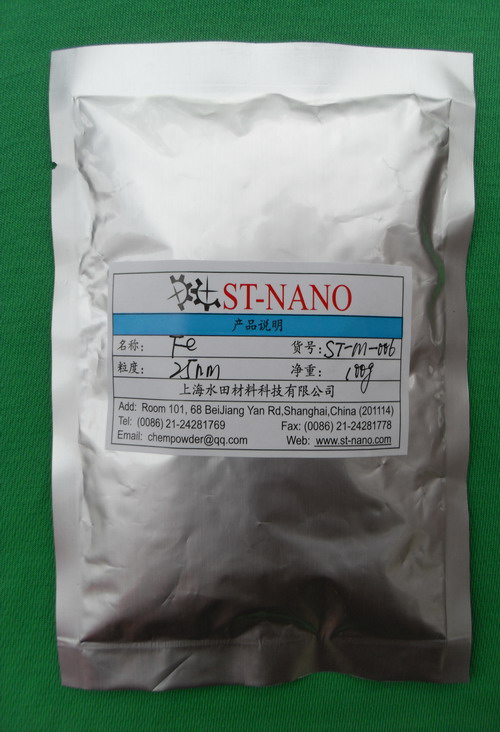 ST-NANO
产品说明
名称: Fe 货号: ST-M-006
粒度: 25nm 净重: 100g
上海水田材料科技有限公司
Add: Room 101, 68 BeiJiang Yan Rd,Shanghai,China (201114)
Tel: (0086) 21-24281769 Fax: (0086) 21-24281778
Email: chempowder@qq.com Web: www.st-nano.com